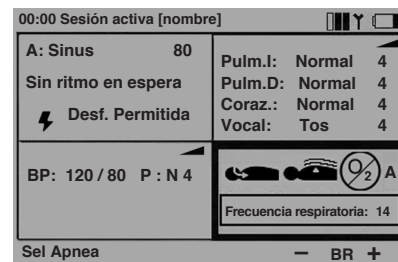 00:00 Sesión activa [nombre]
A: Sinus 80
Sin ritmo en espera
Desf. Permitida
Pulm.I: Normal 4
Pulm.D: Normal 4
Coraz.: Normal 4
Vocal: Tos 4
BP: 120 / 80 P : N 4
O2 A
Frecuencia respiratoria: 14
Sel Apnea − BR +